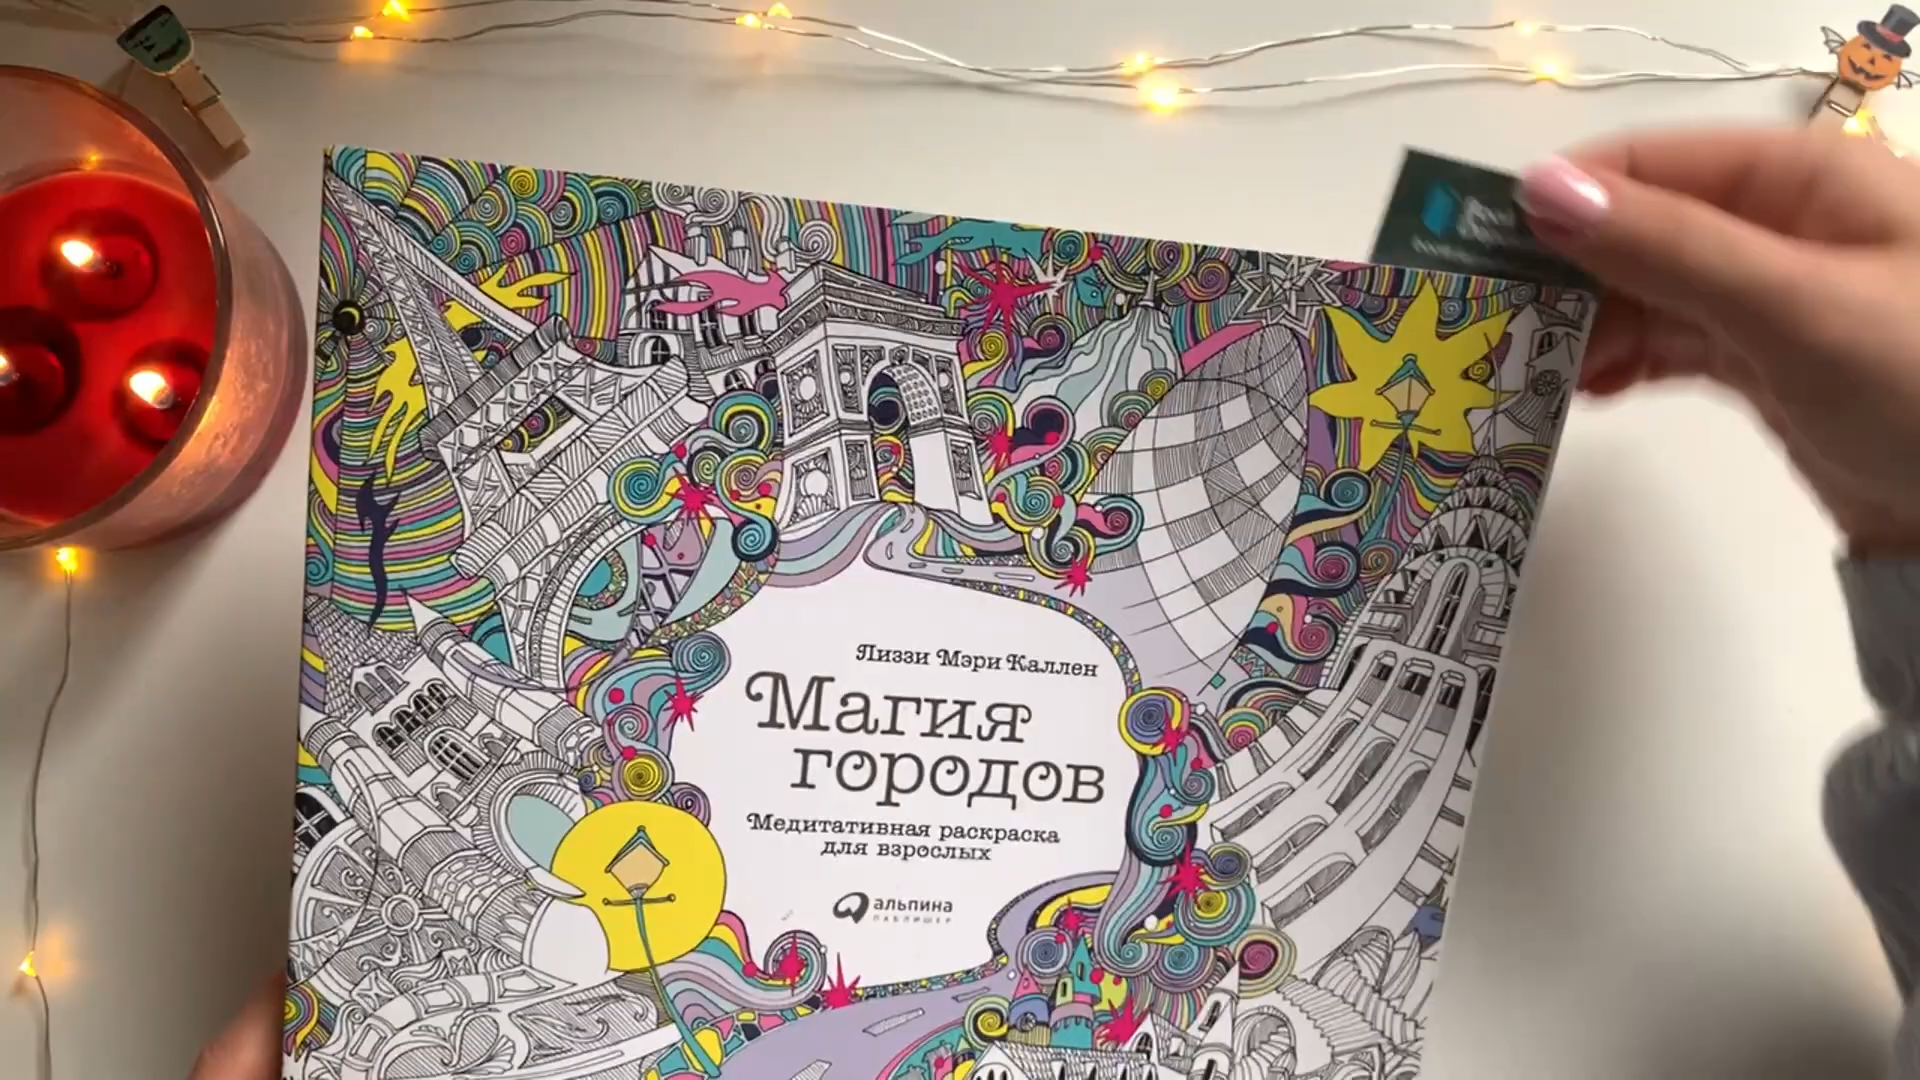 Лиззи Мэри Каллен
Магия
городов
Медитативная раскраска
для взрослых
альпина
ПАБЛИШЕР